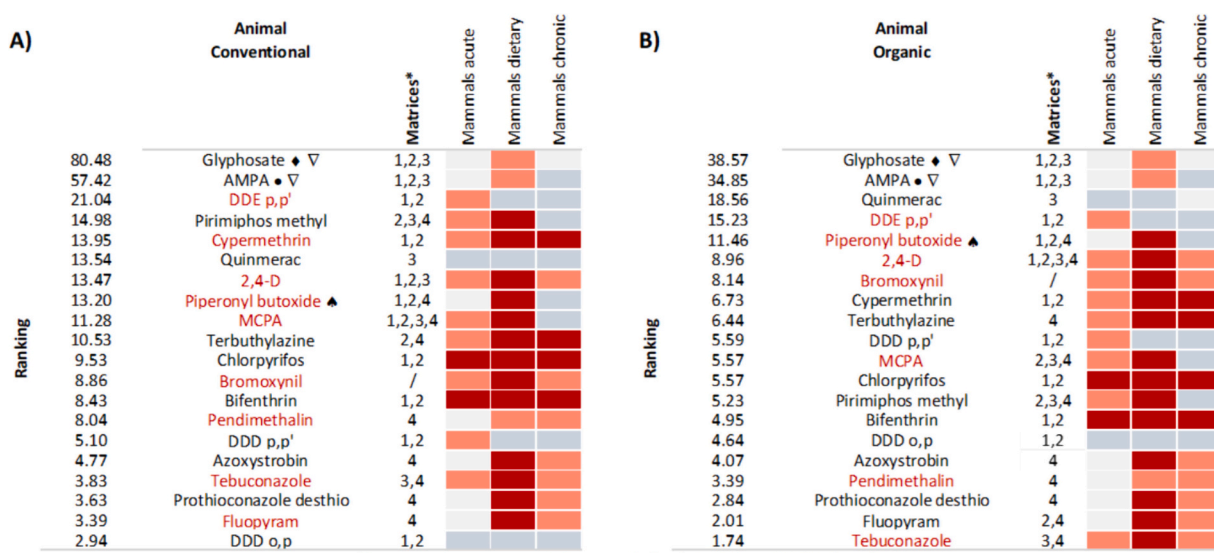 A)
Animal
Conventional
Matrices*
Mammals acute
Mammals dietary
Mammals chronic
Ranking
80.48 Glyphosate ♦ ∇ 1,2,3
57.42 AMPA ● ∇ 1,2,3
21.04 DDE p,p' 1,2
14.98 Pirimiphos methyl 2,3,4
13.95 Cypermethrin 1,2
13.54 Quinmerac 3
13.47 2,4-D 1,2,3
13.20 Piperonyl butoxide ♠ 1,2,4
11.28 MCPA 1,2,3,4
10.53 Terbuthylazine 2,4
9.53 Chlorpyrifos 1,2
8.86 Bromoxynil /
8.43 Bifenthrin 1,2
8.04 Pendimethalin 4
5.10 DDD p,p' 1,2
4.77 Azoxystrobin 4
3.83 Tebuconazole 3,4
3.63 Prothioconazole desthio 4
3.39 Fluopyram 4
2.94 DDD o,p 1,2
B)
Animal
Organic
Matrices*
Mammals acute
Mammals dietary
Mammals chronic
Ranking
38.57 Glyphosate ♦ ∇ 1,2,3
34.85 AMPA ● ∇ 1,2,3
18.56 Quinmerac 3
15.23 DDE p,p' 1,2
11.46 Piperonyl butoxide ♠ 1,2,4
8.96 2,4-D 1,2,3,4
8.14 Bromoxynil /
6.73 Cypermethrin 1,2
6.44 Terbuthylazine 4
5.59 DDD p,p' 1,2
5.57 MCPA 2,3,4
5.57 Chlorpyrifos 1,2
5.23 Pirimiphos methyl 2,3,4
4.95 Bifenthrin 1,2
4.64 DDD o,p 1,2
4.07 Azoxystrobin 4
3.39 Pendimethalin 4
2.84 Prothioconazole desthio 4
2.01 Fluopyram 2,4
1.74 Tebuconazole 3,4